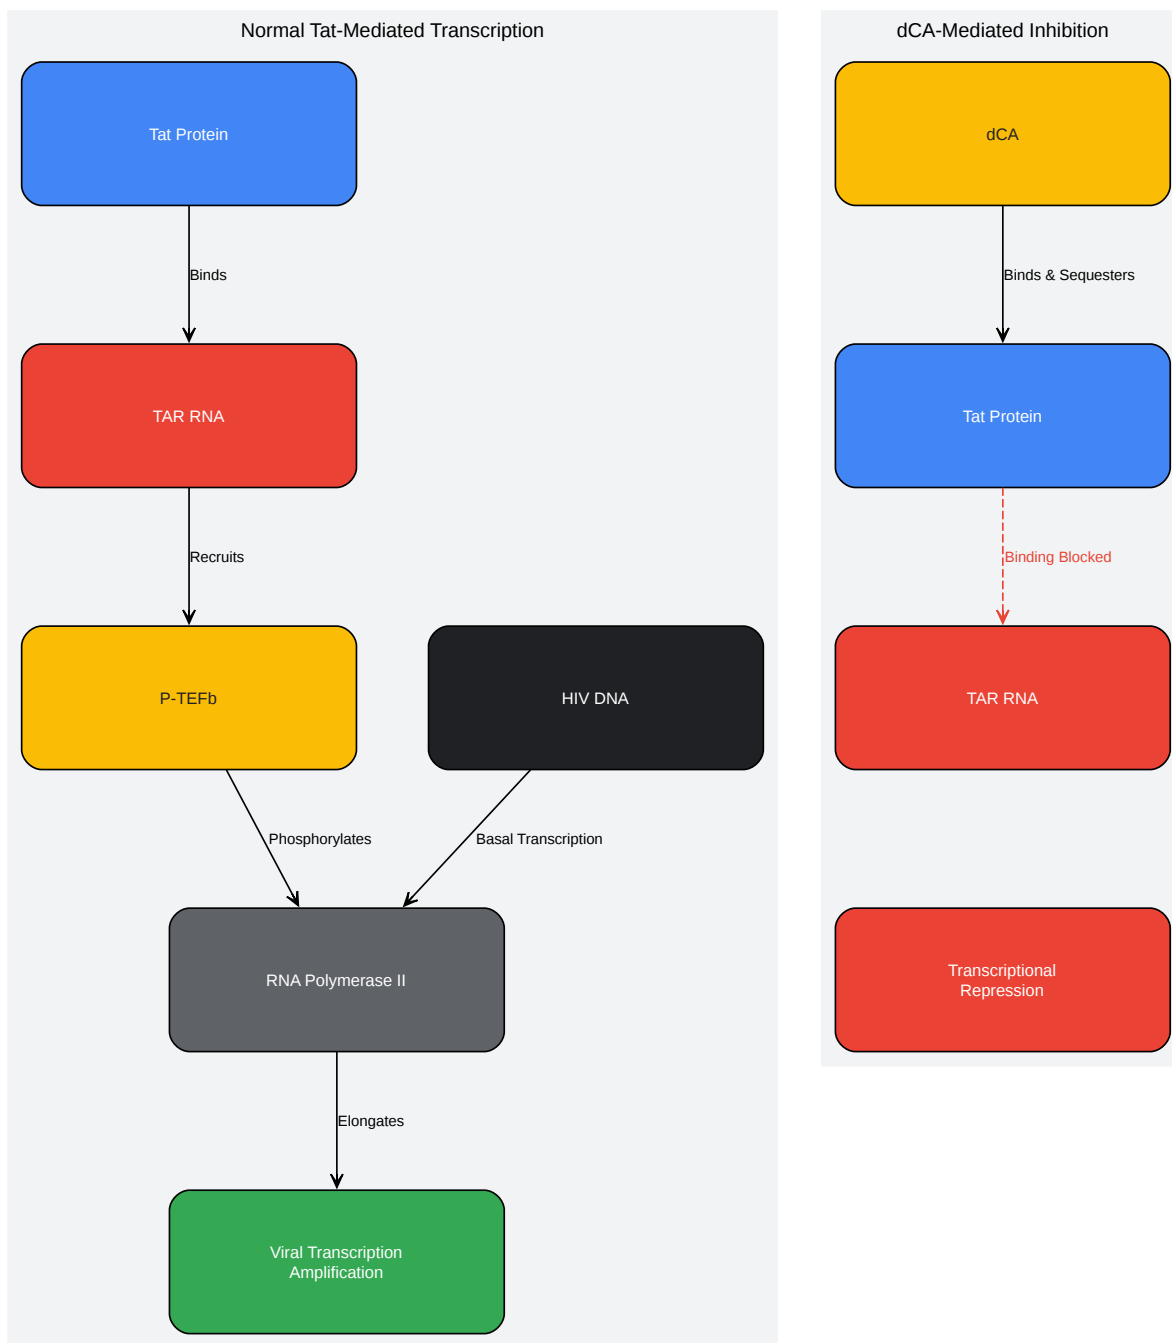 Normal Tat-Mediated Transcription
Tat Protein
Binds
TAR RNA
Recruits
P-TEFb
HIV DNA
Phosphorylates
Basal Transcription
RNA Polymerase II
Elongates
Viral Transcription
Amplification
dCA-Mediated Inhibition
dCA
Binds & Sequesters
Tat Protein
Binding Blocked
TAR RNA
Transcriptional
Repression